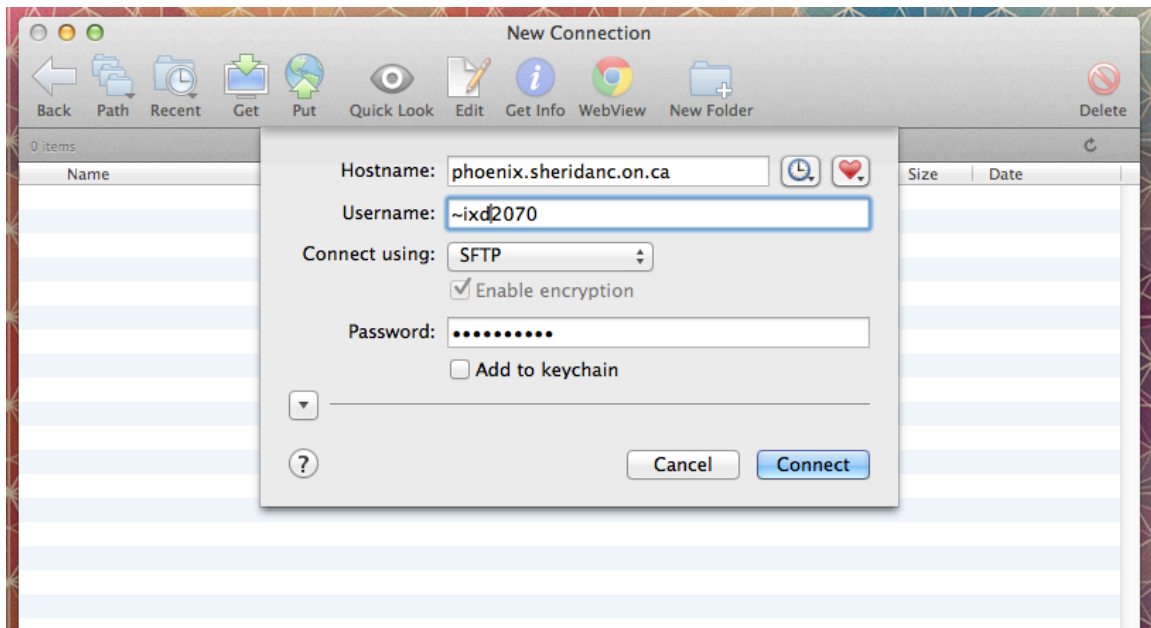 New Connection
Back Path Recent Get Put Quick Look Edit Get Info WebView New Folder Delete
0 items
Name Size Date
Hostname: phoenix.sheridanc.on.ca
Username: ~ixd2070
Connect using: SFTP
Enable encryption
Password: ••••••••••
Add to keychain
?
Cancel Connect